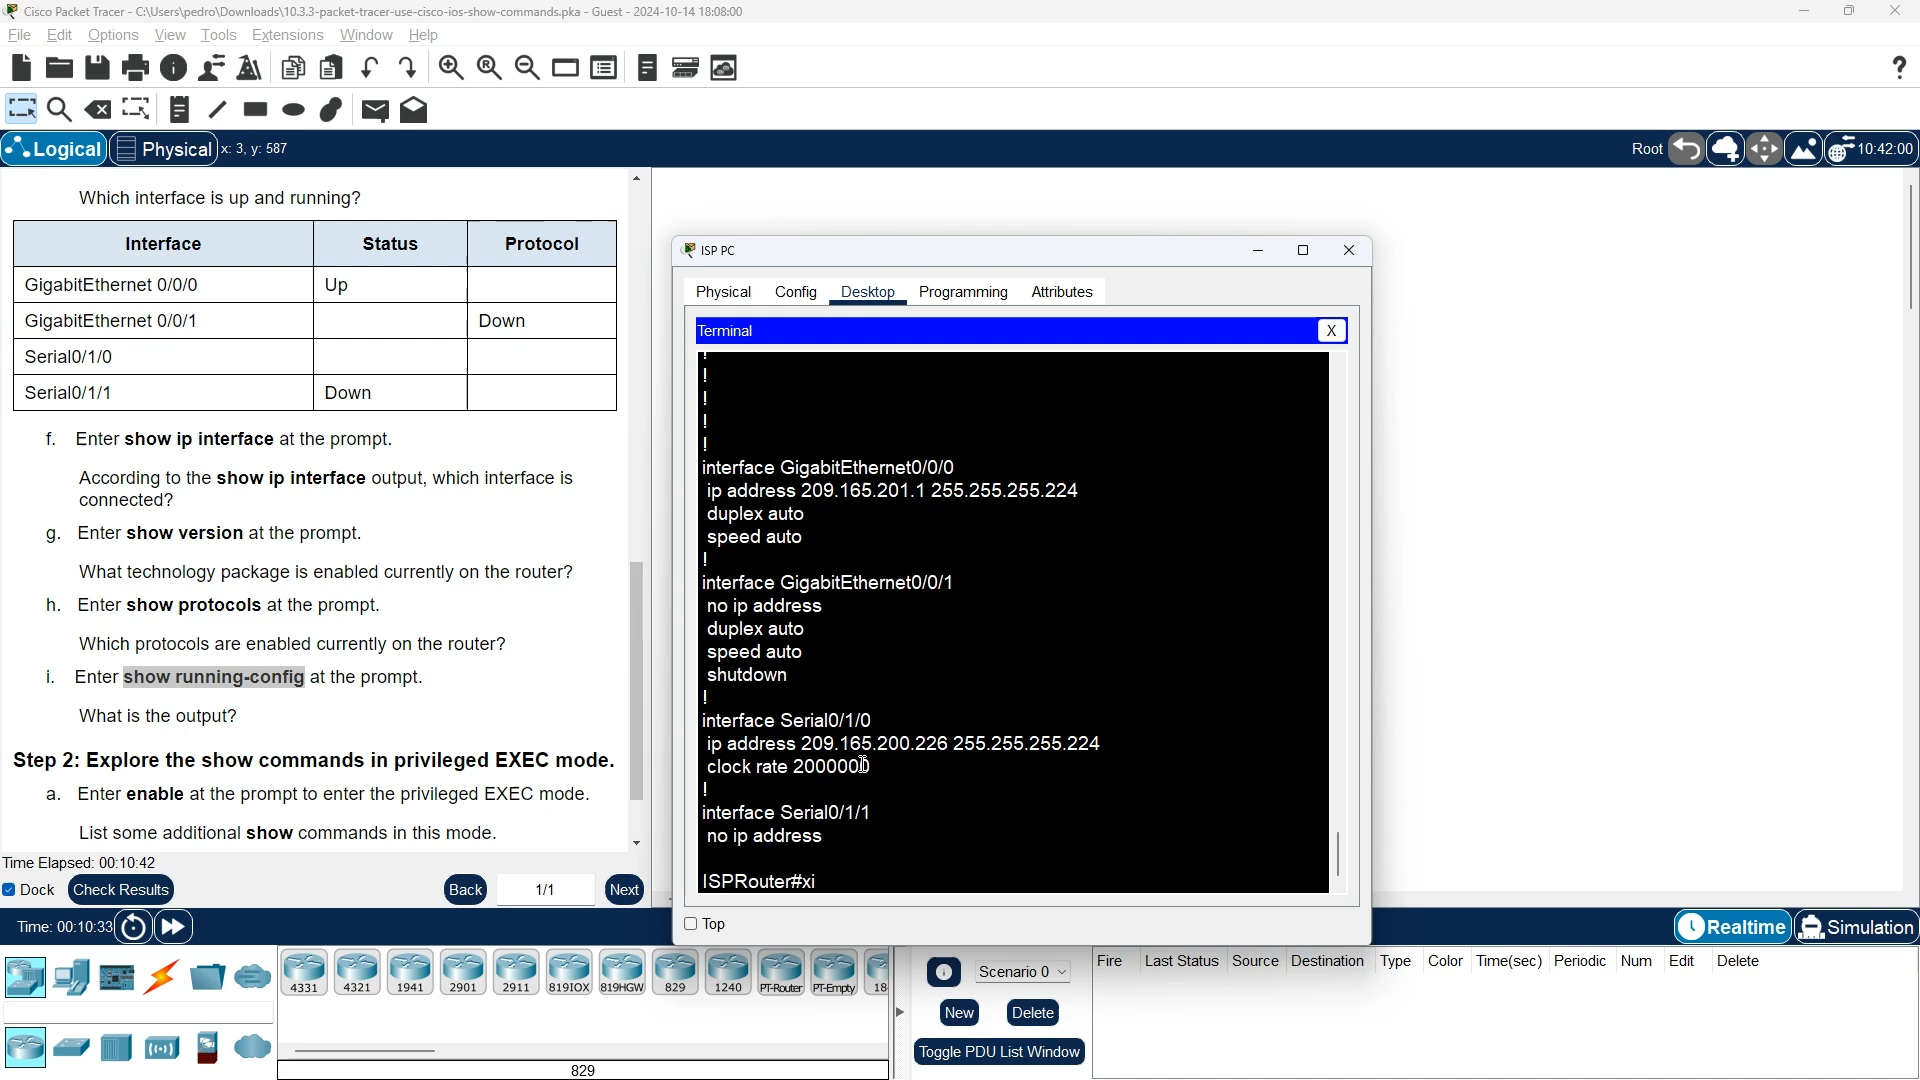 Cisco Packet Tracer - C:\Users\pedro\Downloads\10.3.3-packet-tracer-use-cisco-ios-show-commands.pka - Guest - 2024-10-14 18:08:00
File Edit Options View Tools Extensions Window Help
Logical Physical x: 3, y: 587 Root 10:42:00
Which interface is up and running?
Interface Status Protocol
GigabitEthernet 0/0/0 Up
GigabitEthernet 0/0/1 Down
Serial0/1/0
Serial0/1/1 Down
f. Enter show ip interface at the prompt.
According to the show ip interface output, which interface is
connected?
g. Enter show version at the prompt.
What technology package is enabled currently on the router?
h. Enter show protocols at the prompt.
Which protocols are enabled currently on the router?
i. Enter show running-config at the prompt.
What is the output?
Step 2: Explore the show commands in privileged EXEC mode.
a. Enter enable at the prompt to enter the privileged EXEC mode.
List some additional show commands in this mode.
Time Elapsed: 00:10:42
Dock Check Results Back 1/1 Next
ISP PC
Physical Config Desktop Programming Attributes
Terminal X
!
!
!
!
!
interface GigabitEthernet0/0/0
ip address 209.165.201.1 255.255.255.224
duplex auto
speed auto
!
interface GigabitEthernet0/0/1
no ip address
duplex auto
speed auto
shutdown
!
interface Serial0/1/0
ip address 209.165.200.226 255.255.255.224
clock rate 2000000
!
interface Serial0/1/1
no ip address
ISPRouter#xi
Top
Time: 00:10:33 Realtime Simulation
4331 4321 1941 2901 2911 819IOX 819HGW 829 1240 PT-Router PT-Empty 18
829
Scenario 0
New Delete
Toggle PDU List Window
Fire Last Status Source Destination Type Color Time(sec) Periodic Num Edit Delete